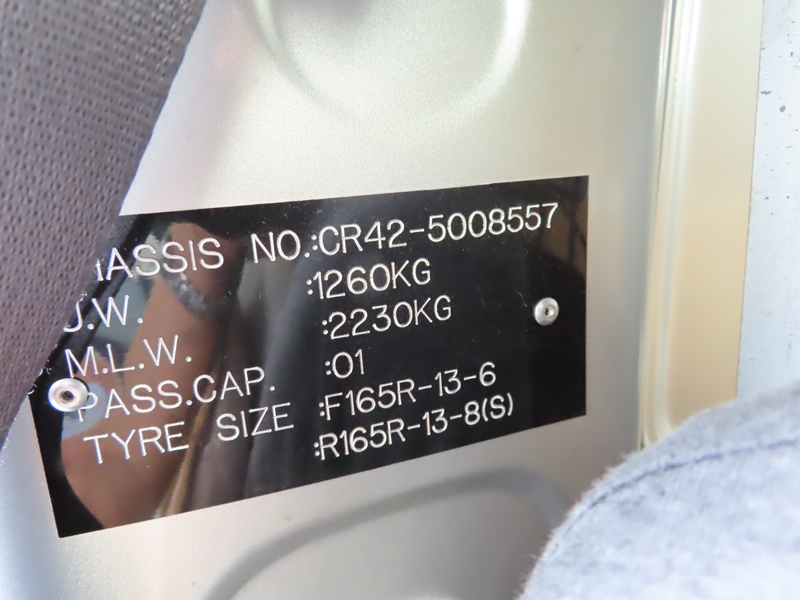 HASSIS NO.:CR42-5008557
U.W. :1260KG
M.L.W. :2230KG
PASS.CAP. :01
TYRE SIZE :F165R-13-6
:R165R-13-8(S)